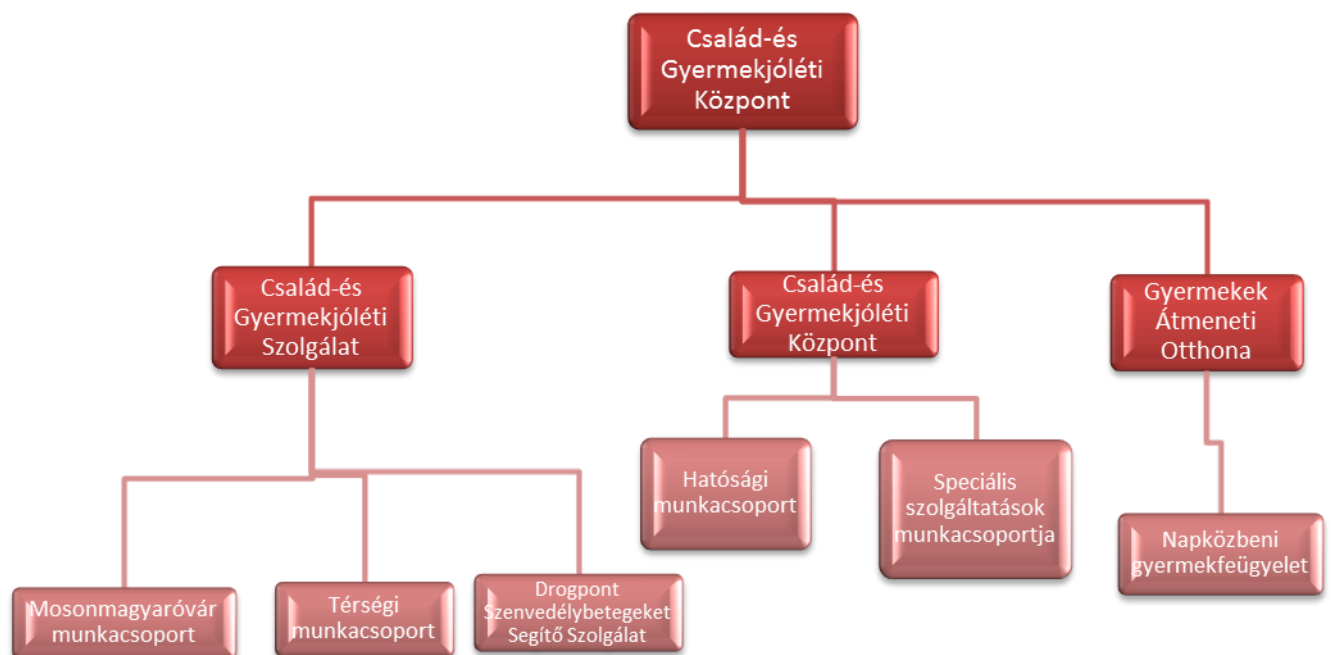 Család-és
Gyermekjóléti
Központ
Család-és
Gyermekjóléti
Szolgálat
Család-és
Gyermekjóléti
Központ
Gyermekek
Átmeneti
Otthona
Hatósági
munkacsoport
Speciális
szolgáltatások
munkacsoportja
Napközbeni
gyermekfeügyelet
Mosonmagyaróvár
munkacsoport
Térségi
munkacsoport
Drogpont
Szenvedélybetegeket
Segítő Szolgálat